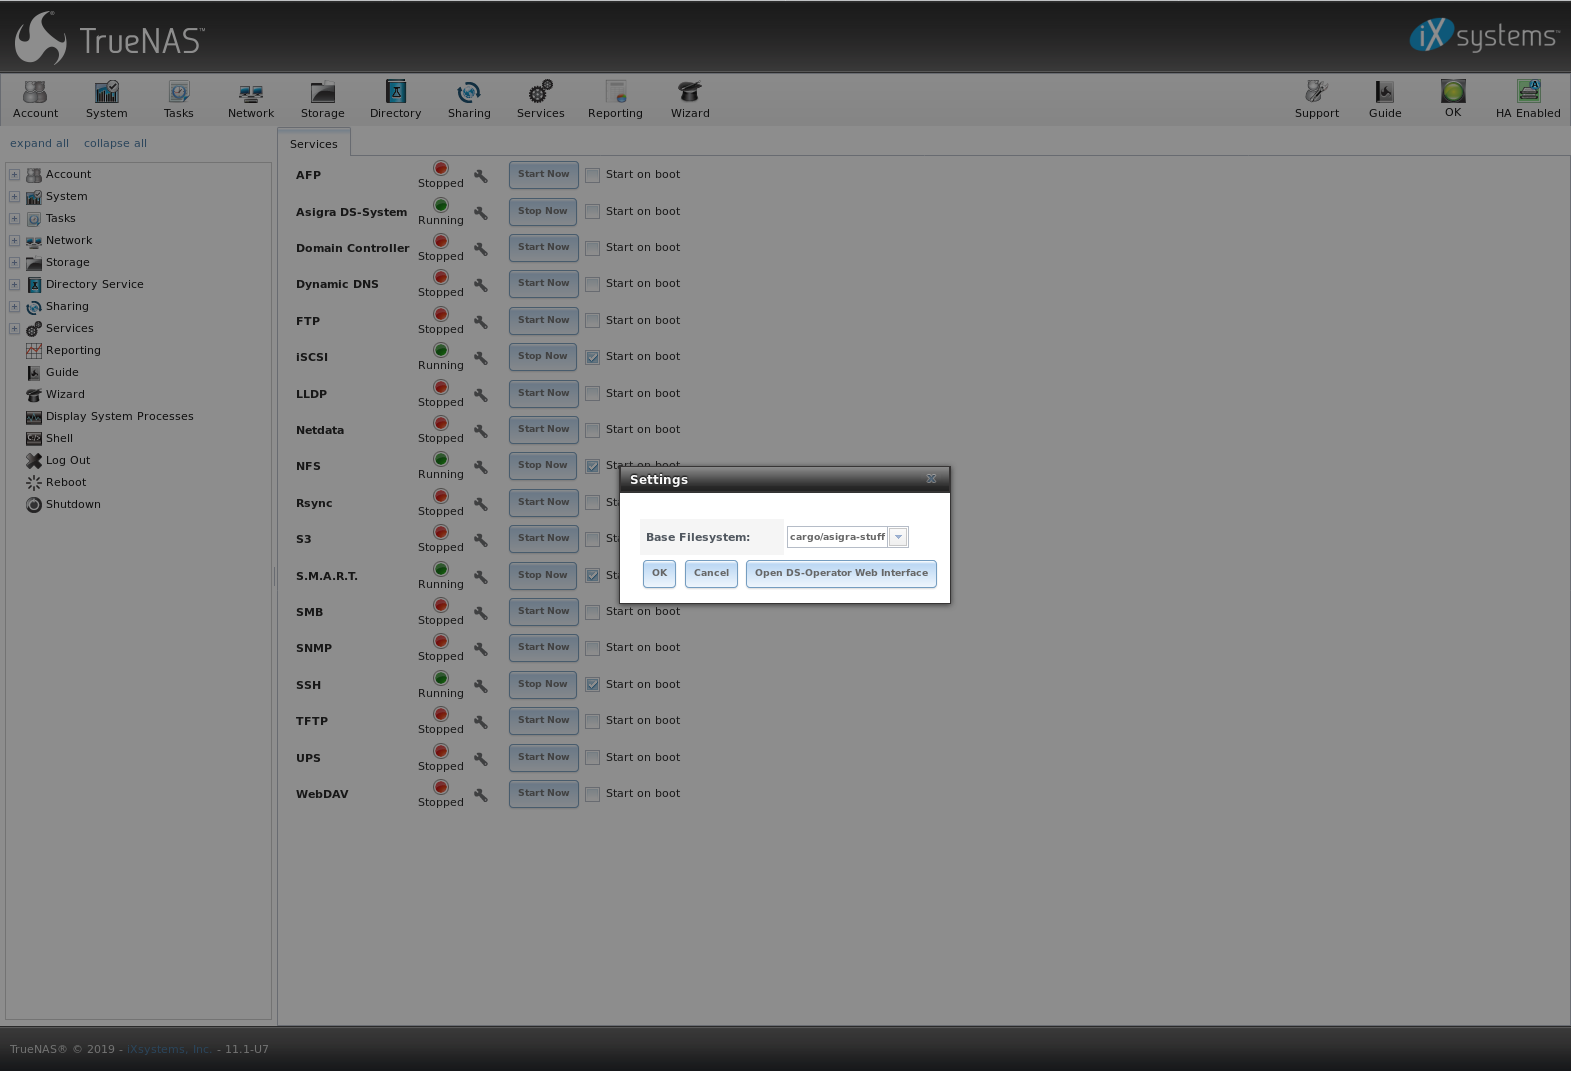 TrueNAS™
iXsystems™
Account System Tasks Network Storage Directory Sharing Services Reporting Wizard Support Guide OK HA Enabled
expand all collapse all
Account
System
Tasks
Network
Storage
Directory Service
Sharing
Services
Reporting
Guide
Wizard
Display System Processes
Shell
Log Out
Reboot
Shutdown
Services
AFP Stopped Start Now Start on boot
Asigra DS-System Running Stop Now Start on boot
Domain Controller Stopped Start Now Start on boot
Dynamic DNS Stopped Start Now Start on boot
FTP Stopped Start Now Start on boot
iSCSI Running Stop Now Start on boot
LLDP Stopped Start Now Start on boot
Netdata Stopped Start Now Start on boot
NFS Running Stop Now Start on boot
Rsync Stopped Start Now Sta
S3 Stopped Start Now Sta
S.M.A.R.T. Running Stop Now Sta
SMB Stopped Start Now Start on boot
SNMP Stopped Start Now Start on boot
SSH Running Stop Now Start on boot
TFTP Stopped Start Now Start on boot
UPS Stopped Start Now Start on boot
WebDAV Stopped Start Now Start on boot
Settings
Base Filesystem: cargo/asigra-stuff
OK Cancel Open DS-Operator Web Interface
TrueNAS® © 2019 - iXsystems, Inc. - 11.1-U7